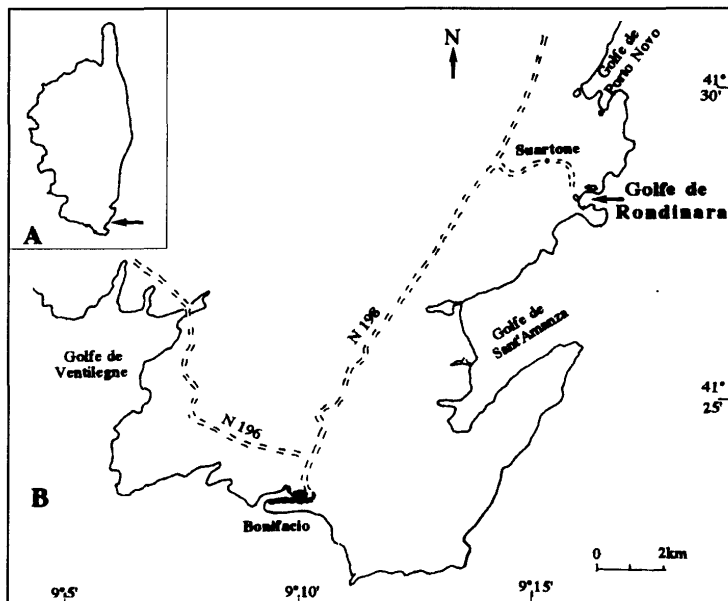 N
Golfe de
Porto Novo
41°
30'
Suartone
Golfe de
Rondinara
A
N 198
Golfe de
Sant'Amanza
Golfe de
Ventilegne
41°
25'
N 196
B
Bonifacio
0 2km
9°5' 9°10' 9°15'